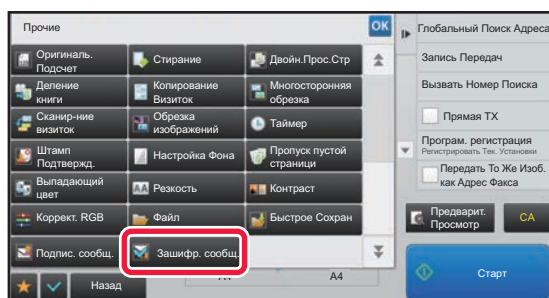 Прочие
OK
Оригиналь.
Подсчет
Стирание
Двойн.Прос.Стр
Деление
книги
Копирование
Визиток
Многосторонняя
обрезка
Сканир-ние
визиток
Обрезка
изображений
Таймер
Штамп
Подтвержд.
Настройка Фона
Пропуск пустой
страници
Выпадающий
цвет
AA Резкость
Контраст
Коррект. RGB
Файл
Быстрое Сохран
Подпис. сообщ.
Зашифр. сообщ.
Назад
A4
A4
Глобальный Поиск Адреса
Запись Передач
Вызвать Номер Поиска
Прямая TX
Програм. регистрация
Регистрировать Тек. Установки
Передать То Же Изоб.
как Адрес Факса
Предварит.
Просмотр
CA
Старт